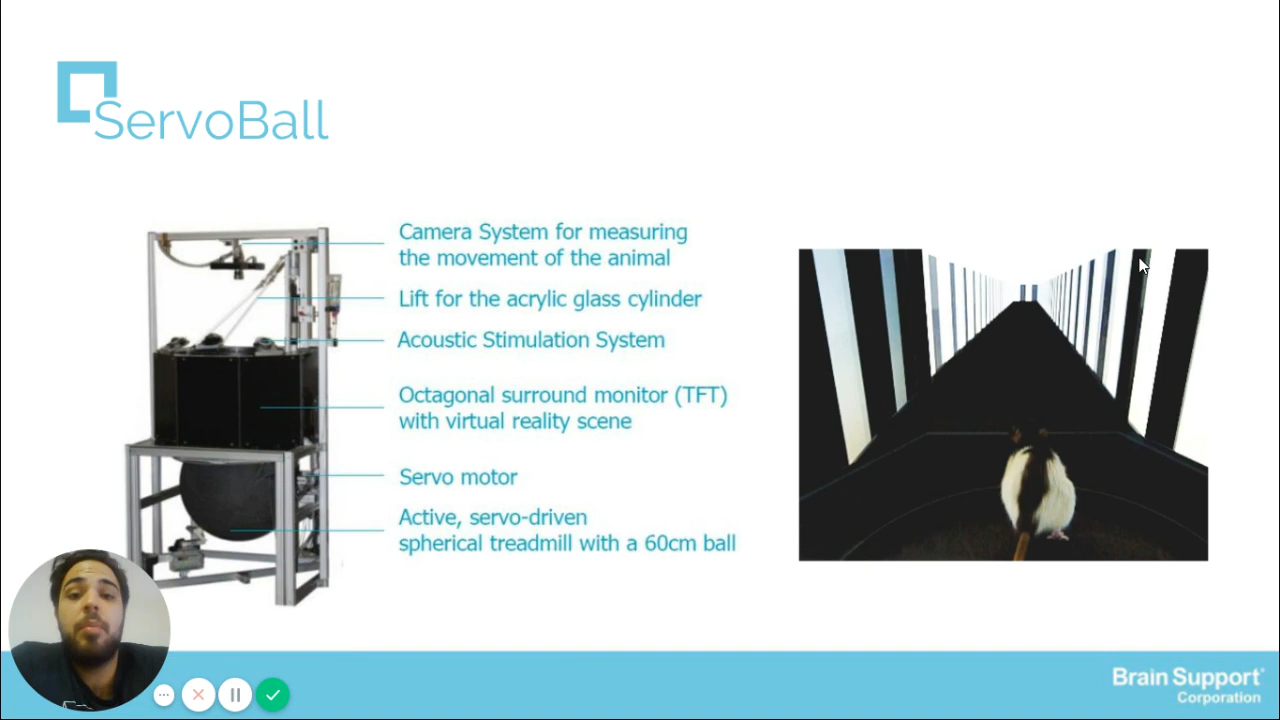 ServoBall
Camera System for measuring
the movement of the animal
Lift for the acrylic glass cylinder
Acoustic Stimulation System
Octagonal surround monitor (TFT)
with virtual reality scene
Servo motor
Active, servo-driven
spherical treadmill with a 60cm ball
Brain Support®
Corporation